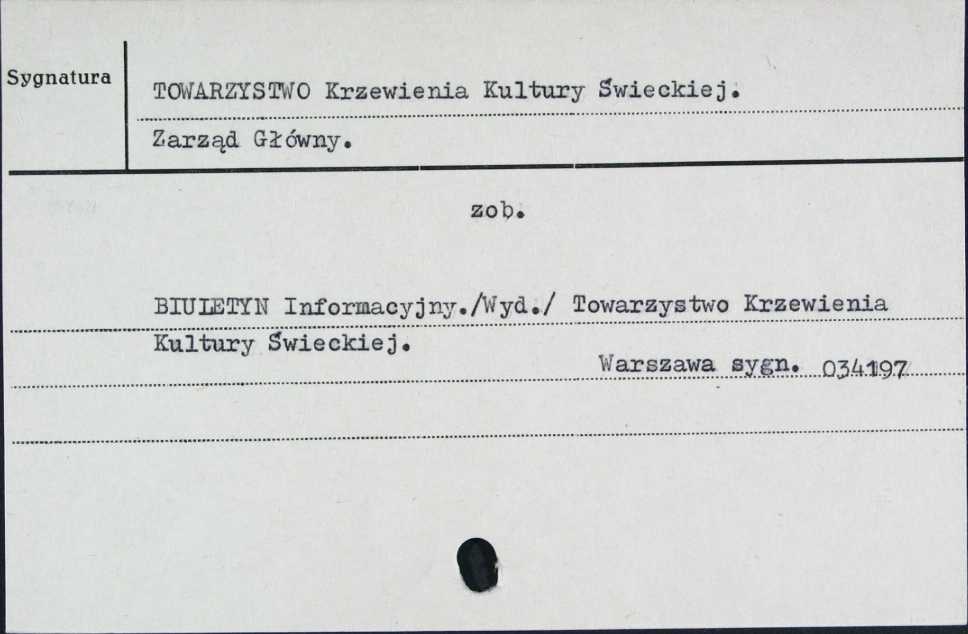 Sygnatura
TOWARZYSTWO Krzewienia Kultury Świeckiej.
Zarząd Główny.
zob.
BIULETYN Informacyjny./Wyd./ Towarzystwo Krzewienia
Kultury Świeckiej.
Warszawa sygn. 034197